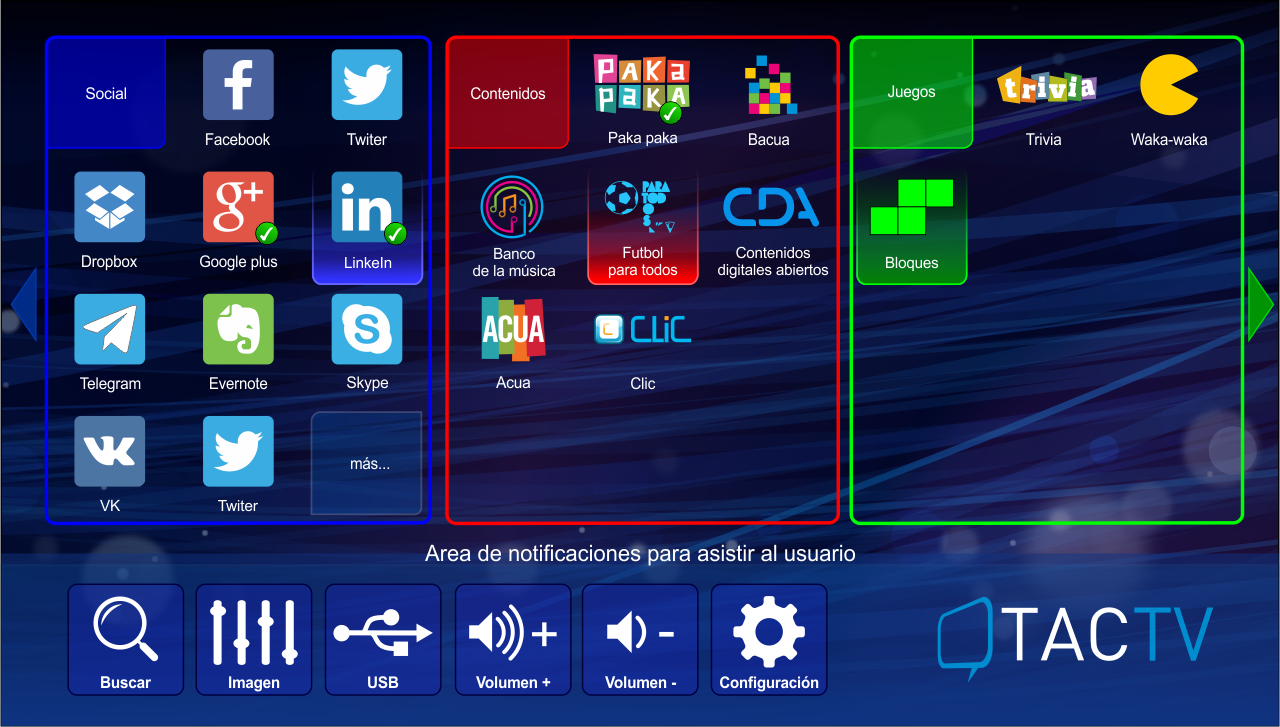 Social
Facebook
Twiter
Dropbox
Google plus
LinkeIn
Telegram
Evernote
Skype
VK
Twiter
más...
Contenidos
PAKA
PAKA
Paka paka
Bacua
Banco
de la música
PARA
TOD
OS
Futbol
para todos
CDA
Contenidos
digitales abiertos
ACUA
Acua
CLiC
Clic
Juegos
trivia
Trivia
Waka-waka
Bloques
Area de notificaciones para asistir al usuario
Buscar
Imagen
USB
Volumen +
Volumen -
Configuración
TACTV